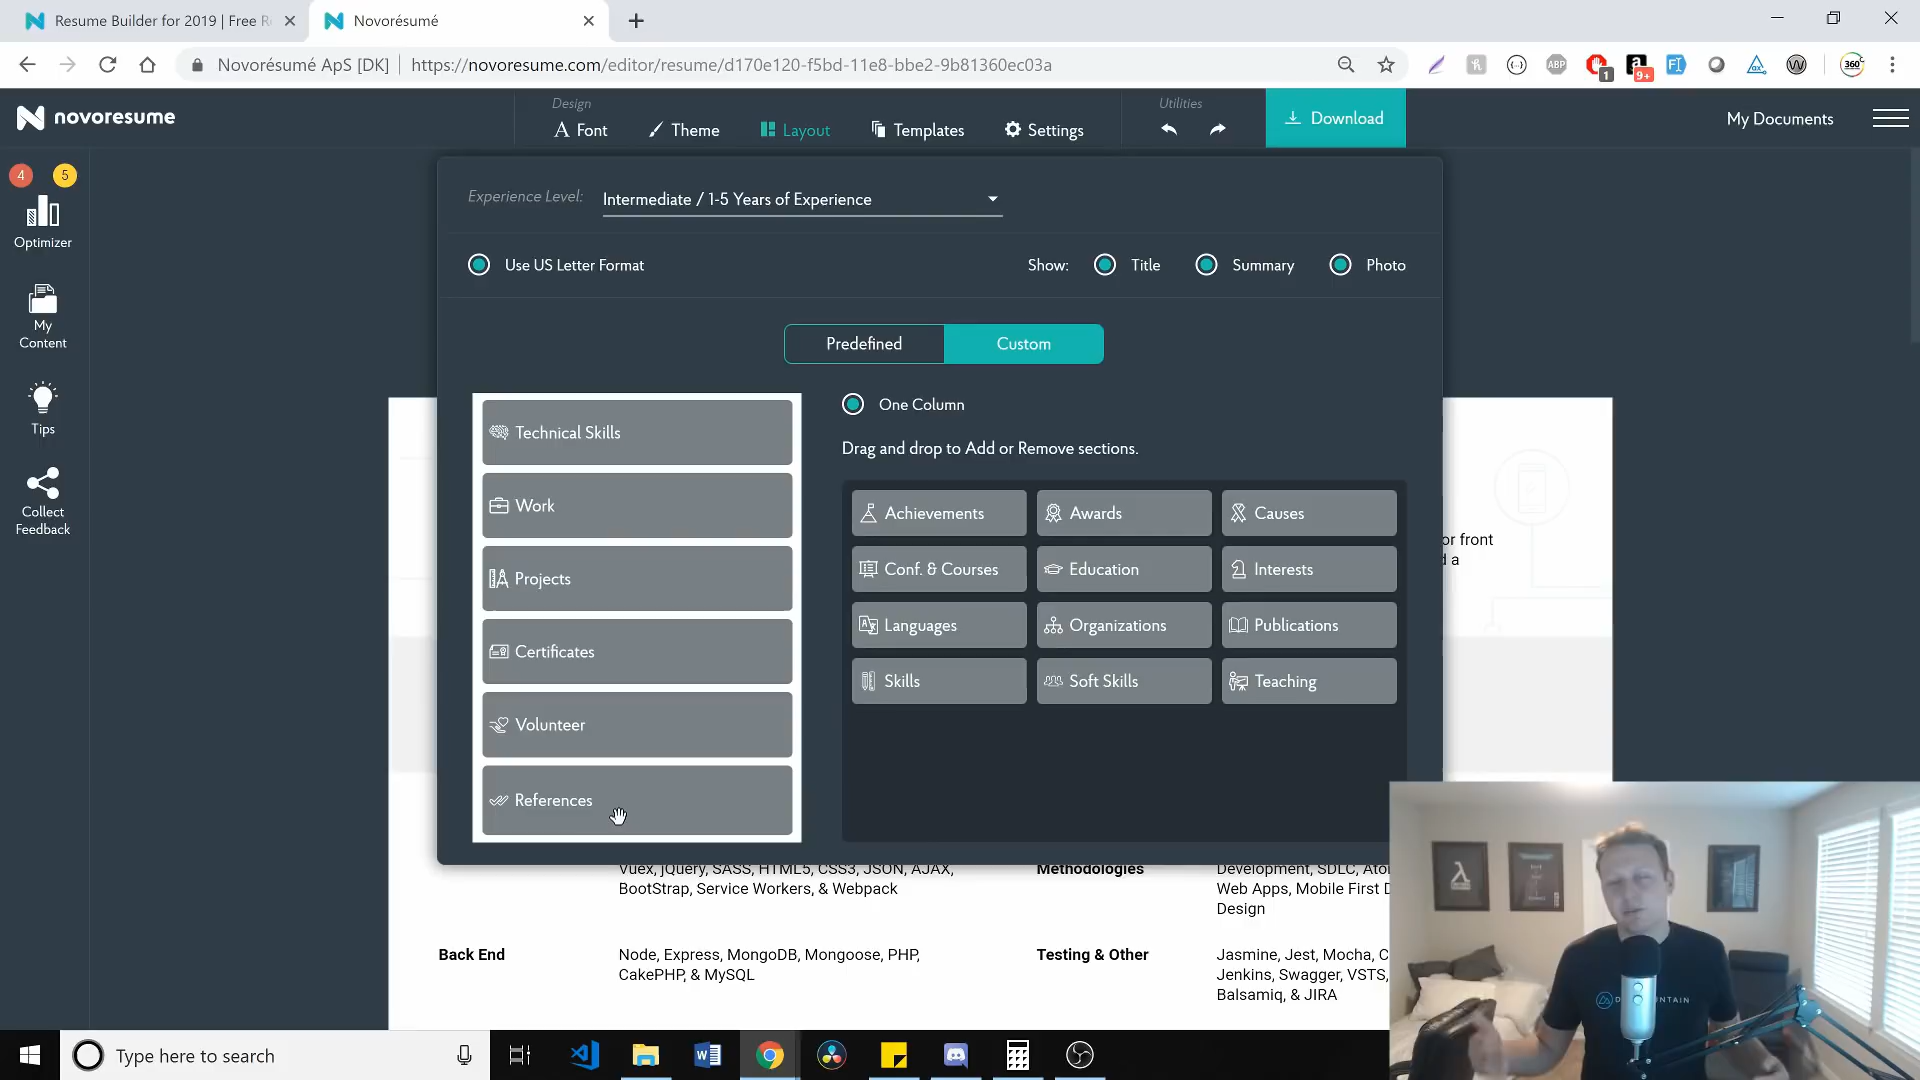 Resume Builder for 2019 | Free R
Novorésumé
Novorésumé ApS [DK]
https://novoresume.com/editor/resume/d170e120-f5bd-11e8-bbe2-9b81360ec03a
ABP
1
9+
360
novoresume
Design
Font
Theme
Layout
Templates
Settings
Utilities
Download
My Documents
4
5
Optimizer
My
Content
Tips
Collect
Feedback
Experience Level:
Intermediate / 1-5 Years of Experience
Use US Letter Format
Show:
Title
Summary
Photo
Predefined
Custom
Technical Skills
Work
Projects
Certificates
Volunteer
References
One Column
Drag and drop to Add or Remove sections.
Achievements
Awards
Causes
Conf. & Courses
Education
Interests
Languages
Organizations
Publications
Skills
Soft Skills
Teaching
or front
d a
Vuex, jQuery, SASS, HTML5, CSS3, JSON, AJAX,
BootStrap, Service Workers, & Webpack
Methodologies
Development, SDLC, Ato
Web Apps, Mobile First D
Design
Back End
Node, Express, MongoDB, Mongoose, PHP,
CakePHP, & MySQL
Testing & Other
Jasmine, Jest, Mocha, C
Jenkins, Swagger, VSTS,
Balsamiq, & JIRA
Type here to search